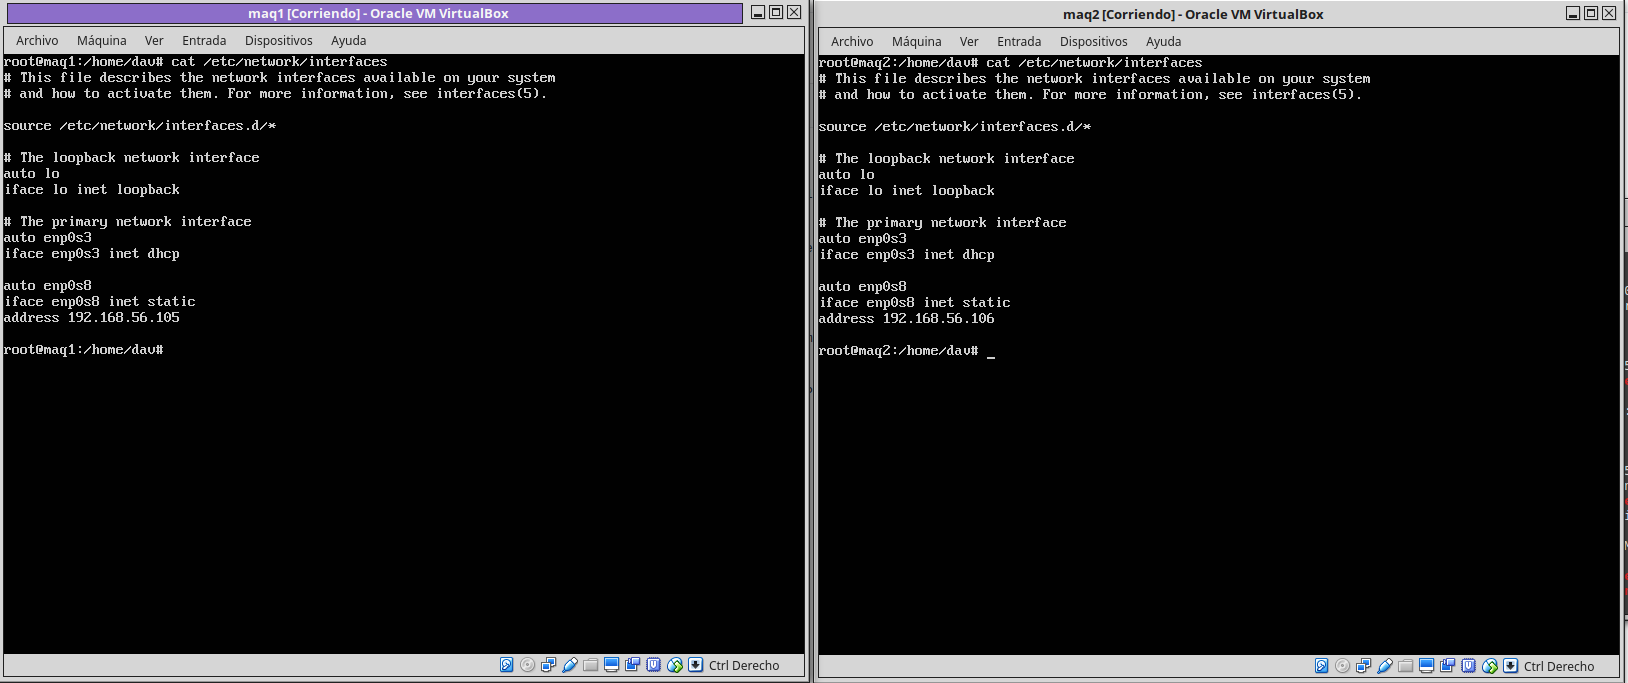 maq1 [Corriendo] - Oracle VM VirtualBox
Archivo Máquina Ver Entrada Dispositivos Ayuda
root@maq1:/home/dav# cat /etc/network/interfaces
# This file describes the network interfaces available on your system
# and how to activate them. For more information, see interfaces(5).
source /etc/network/interfaces.d/*
# The loopback network interface
auto lo
iface lo inet loopback
# The primary network interface
auto enp0s3
iface enp0s3 inet dhcp
auto enp0s8
iface enp0s8 inet static
address 192.168.56.105
root@maq1:/home/dav#
Ctrl Derecho
maq2 [Corriendo] - Oracle VM VirtualBox
Archivo Máquina Ver Entrada Dispositivos Ayuda
root@maq2:/home/dav# cat /etc/network/interfaces
# This file describes the network interfaces available on your system
# and how to activate them. For more information, see interfaces(5).
source /etc/network/interfaces.d/*
# The loopback network interface
auto lo
iface lo inet loopback
# The primary network interface
auto enp0s3
iface enp0s3 inet dhcp
auto enp0s8
iface enp0s8 inet static
address 192.168.56.106
root@maq2:/home/dav# _
Ctrl Derecho